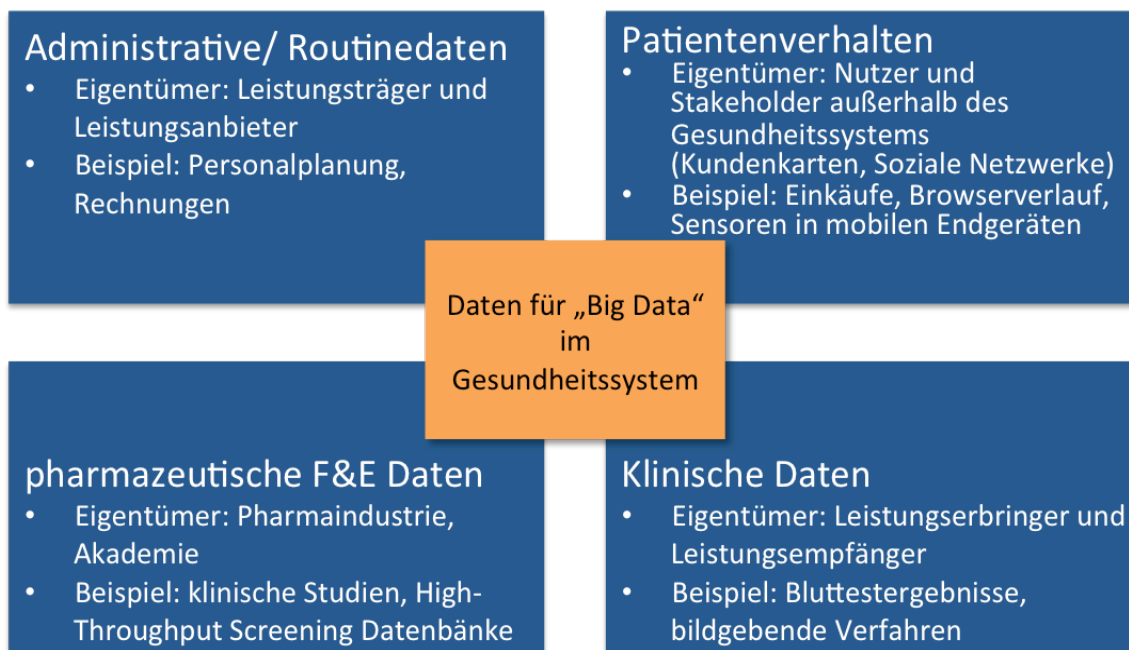 Administrative/ Routinedaten
• Eigentümer: Leistungsträger und
Leistungsanbieter
• Beispiel: Personalplanung,
Rechnungen
Patientenverhalten
• Eigentümer: Nutzer und
Stakeholder außerhalb des
Gesundheitssystems
(Kundenkarten, Soziale Netzwerke)
• Beispiel: Einkäufe, Browserverlauf,
Sensoren in mobilen Endgeräten
Daten für „Big Data“
im
Gesundheitssystem
pharmazeutische F&E Daten
• Eigentümer: Pharmaindustrie,
Akademie
• Beispiel: klinische Studien, High-
Throughput Screening Datenbänke
Klinische Daten
• Eigentümer: Leistungserbringer und
Leistungsempfänger
• Beispiel: Bluttestergebnisse,
bildgebende Verfahren